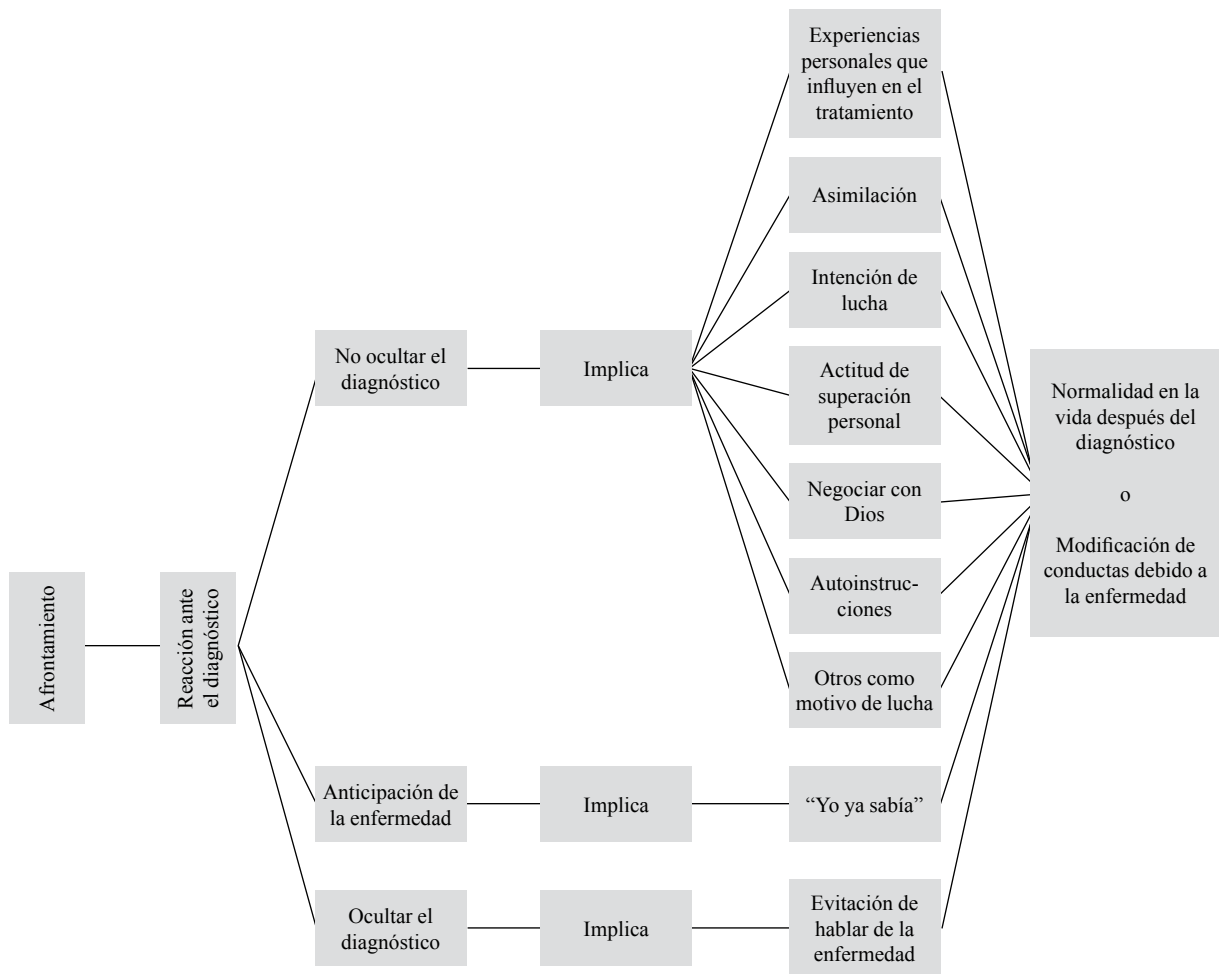 Afrontamiento
Reacción ante
el diagnóstico
No ocultar el
diagnóstico
Implica
Experiencias
personales que
influyen en el
tratamiento
Asimilación
Intención de
lucha
Actitud de
superación
personal
Negociar con
Dios
Autoinstruc-
ciones
Otros como
motivo de lucha
Anticipación de
la enfermedad
Implica
“Yo ya sabía”
Ocultar el
diagnóstico
Implica
Evitación de
hablar de la
enfermedad
Normalidad en la
vida después del
diagnóstico
o
Modificación de
conductas debido a
la enfermedad